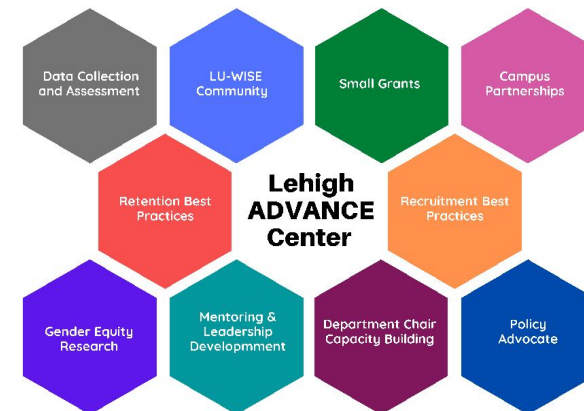 Data Collection
and Assessment
LU-WISE
Community
Small Grants
Campus
Partnerships
Retention Best
Practices
Lehigh
ADVANCE
Center
Recruitment Best
Practices
Gender Equity
Research
Mentoring &
Leadership
Developmment
Department Chair
Capacity Building
Policy
Advocate